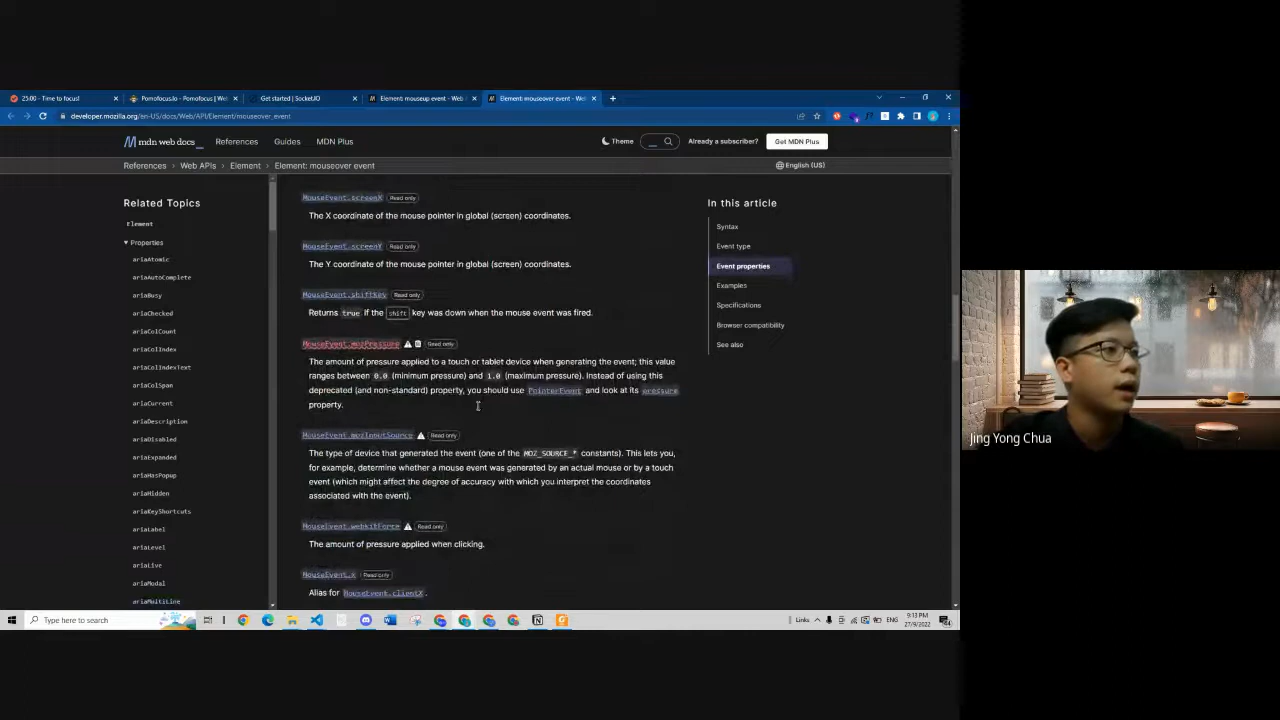 25:00 - Time to focus!
Pomofocus.io - Pomofocus | Web
Get started | Socket.IO
Element: mouseup event - Web
Element: mouseover event - Web
developer.mozilla.org/en-US/docs/Web/API/Element/mouseover_event
mdn web docs_
References
Guides
MDN Plus
Theme
Already a subscriber?
Get MDN Plus
References > Web APIs > Element > Element: mouseover event
English (US)
Related Topics
Element
Properties
ariaAtomic
ariaAutoComplete
ariaBusy
ariaChecked
ariaColCount
ariaColIndex
ariaColIndexText
ariaColSpan
ariaCurrent
ariaDescription
ariaDisabled
ariaExpanded
ariaHasPopup
ariaHidden
ariaKeyShortcuts
ariaLabel
ariaLevel
ariaLive
ariaModal
ariaMultiLine
MouseEvent.screenX Read only
The X coordinate of the mouse pointer in global (screen) coordinates.
MouseEvent.screenY Read only
The Y coordinate of the mouse pointer in global (screen) coordinates.
MouseEvent.shiftKey Read only
Returns true if the shift key was down when the mouse event was fired.
MouseEvent.mozPressure Read only
The amount of pressure applied to a touch or tablet device when generating the event; this value
ranges between 0.0 (minimum pressure) and 1.0 (maximum pressure). Instead of using this
deprecated (and non-standard) property, you should use PointerEvent and look at its pressure
property.
MouseEvent.mozInputSource Read only
The type of device that generated the event (one of the MOZ_SOURCE_* constants). This lets you,
for example, determine whether a mouse event was generated by an actual mouse or by a touch
event (which might affect the degree of accuracy with which you interpret the coordinates
associated with the event).
MouseEvent.webkitForce Read only
The amount of pressure applied when clicking.
MouseEvent.x Read only
Alias for MouseEvent.clientX.
In this article
Syntax
Event type
Event properties
Examples
Specifications
Browser compatibility
See also
Jing Yong Chua
Type here to search
Links
ENG
9:13 PM
27/9/2022